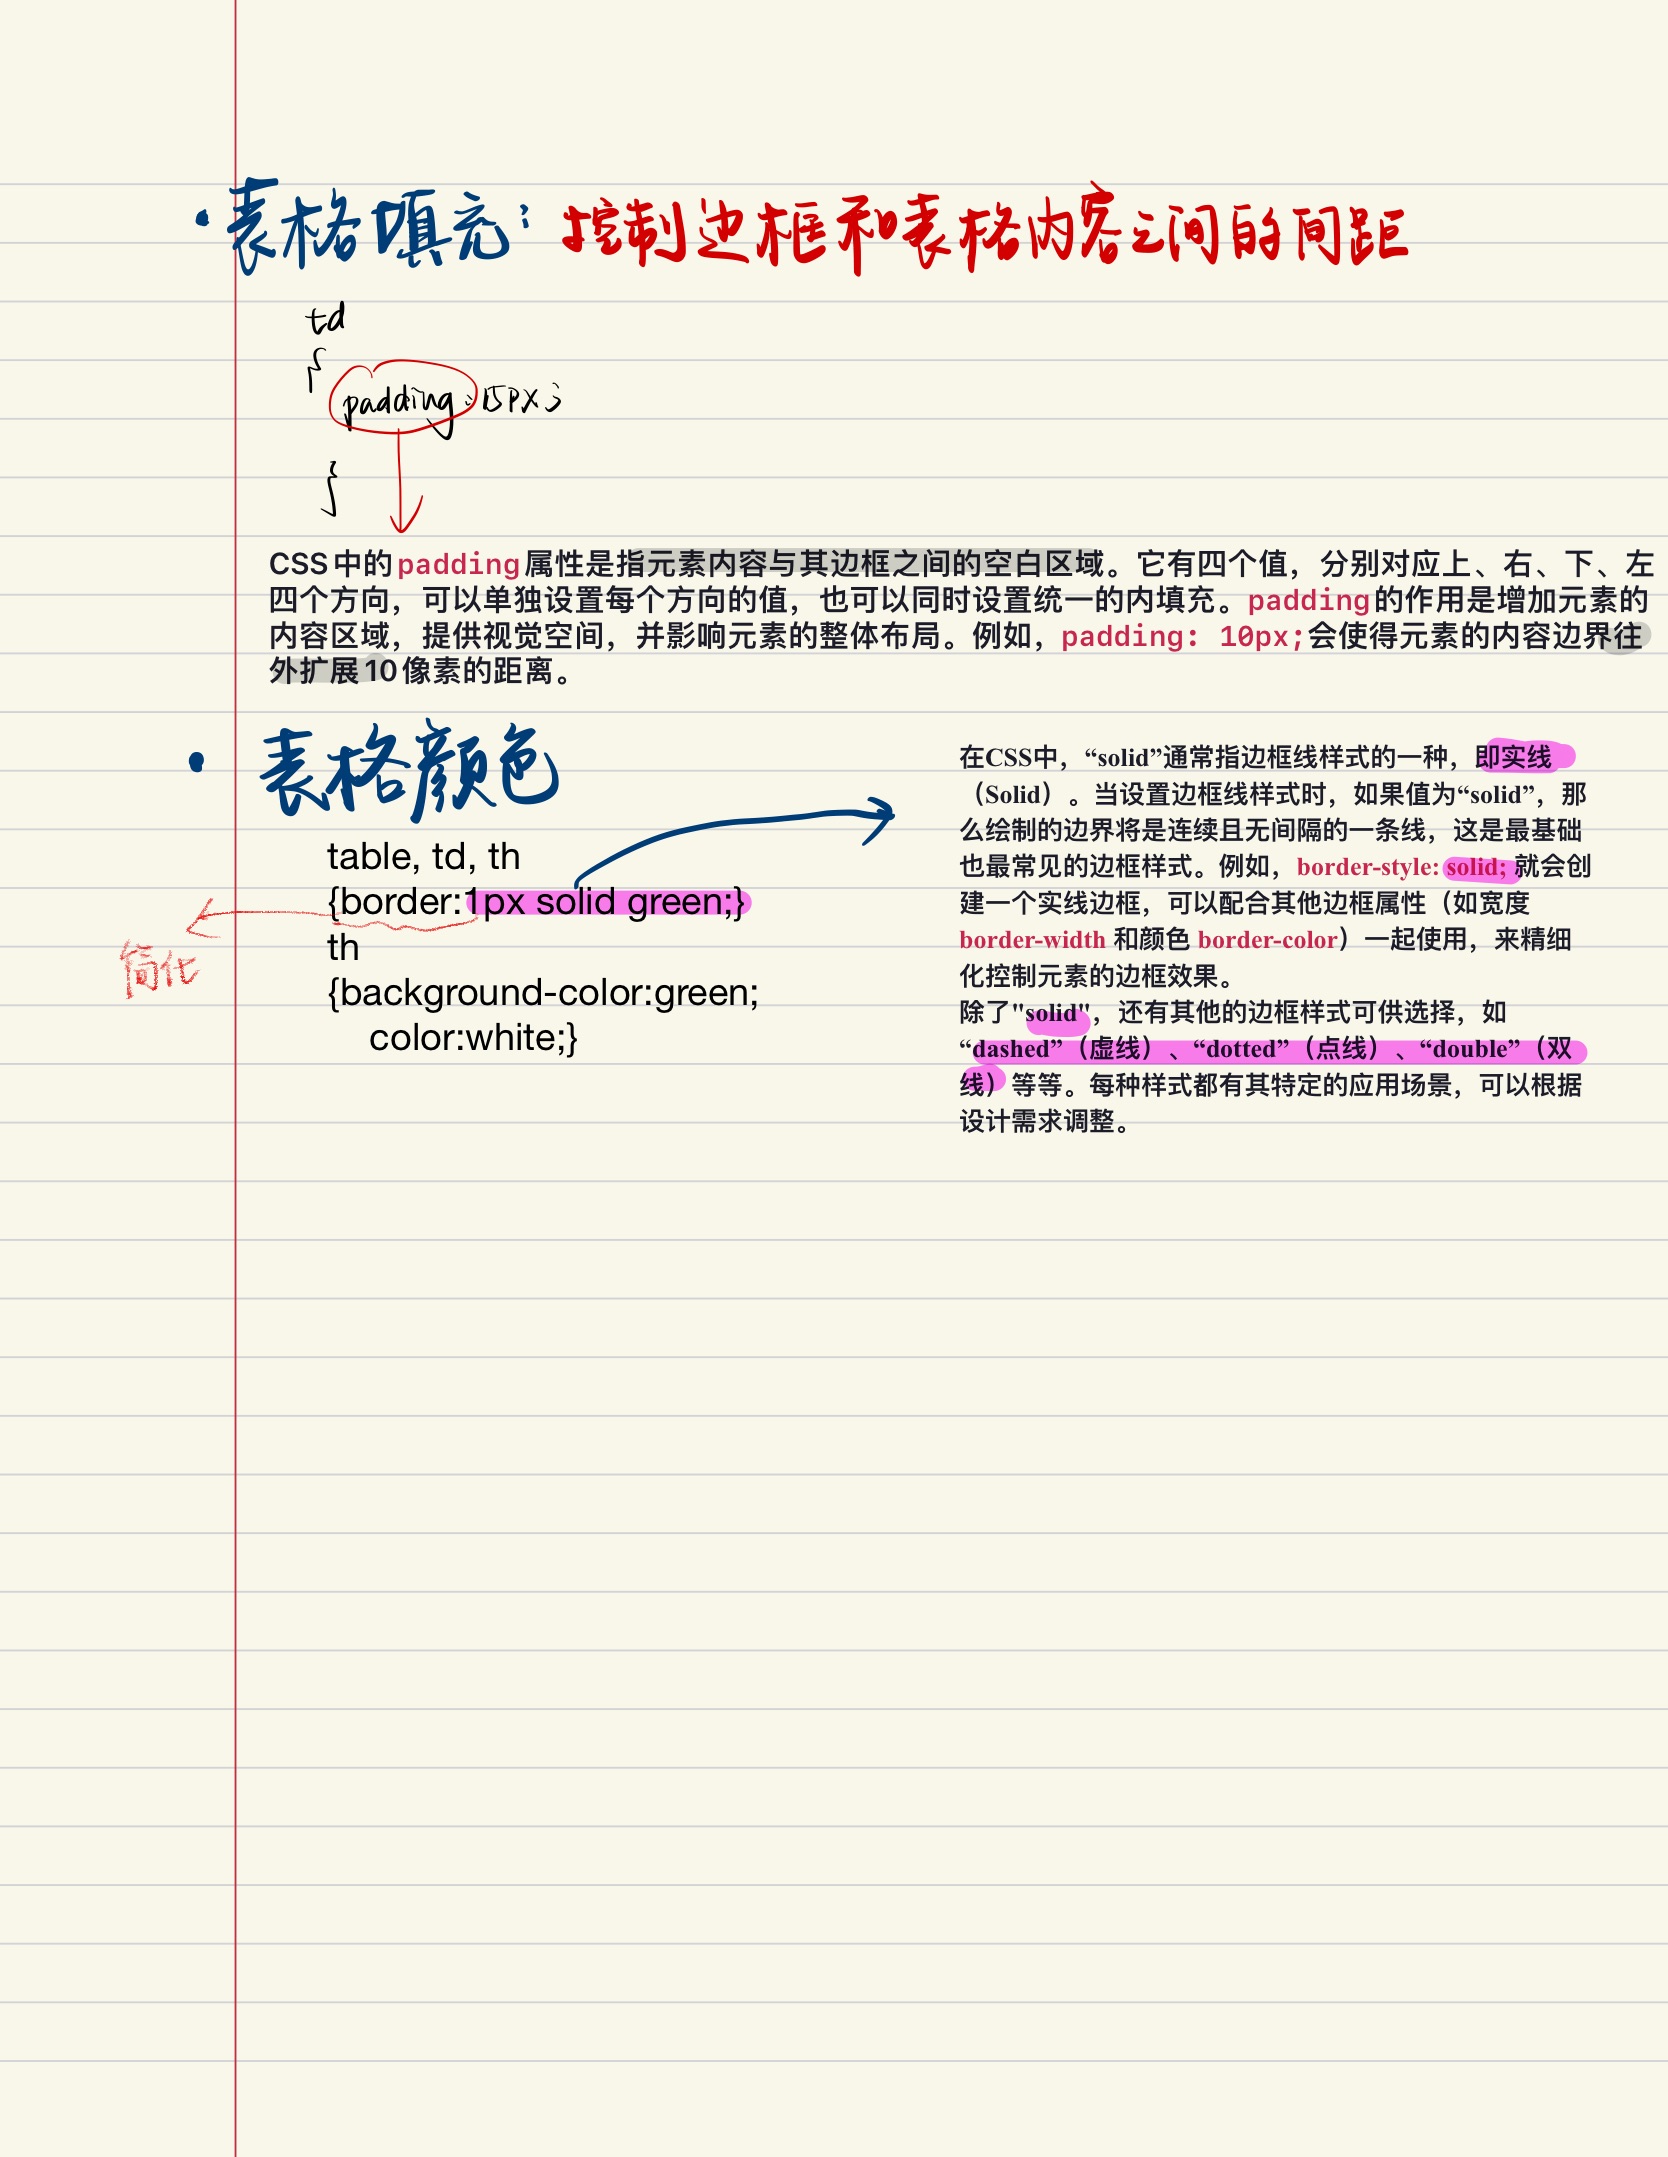 ·表格填充：控制边框和表格内容之间的间距
td
{
padding：15px；
}
CSS中的padding属性是指元素内容与其边框之间的空白区域。它有四个值，分别对应上、右、下、左
四个方向，可以单独设置每个方向的值，也可以同时设置统一的内填充。padding的作用是增加元素的
内容区域，提供视觉空间，并影响元素的整体布局。例如，padding: 10px;会使得元素的内容边界往
外扩展10像素的距离。
·表格颜色
table, td, th
{border:1px solid green;}
简化
th
{background-color:green;
color:white;}
在CSS中，“solid”通常指边框线样式的一种，即实线
（Solid）。当设置边框线样式时，如果值为“solid”，那
么绘制的边界将是连续且无间隔的一条线，这是最基础
也最常见的边框样式。例如，border-style: solid; 就会创
建一个实线边框，可以配合其他边框属性（如宽度
border-width 和颜色 border-color）一起使用，来精细
化控制元素的边框效果。
除了"solid"，还有其他的边框样式可供选择，如
“dashed”（虚线）、“dotted”（点线）、“double”（双
线）等等。每种样式都有其特定的应用场景，可以根据
设计需求调整。